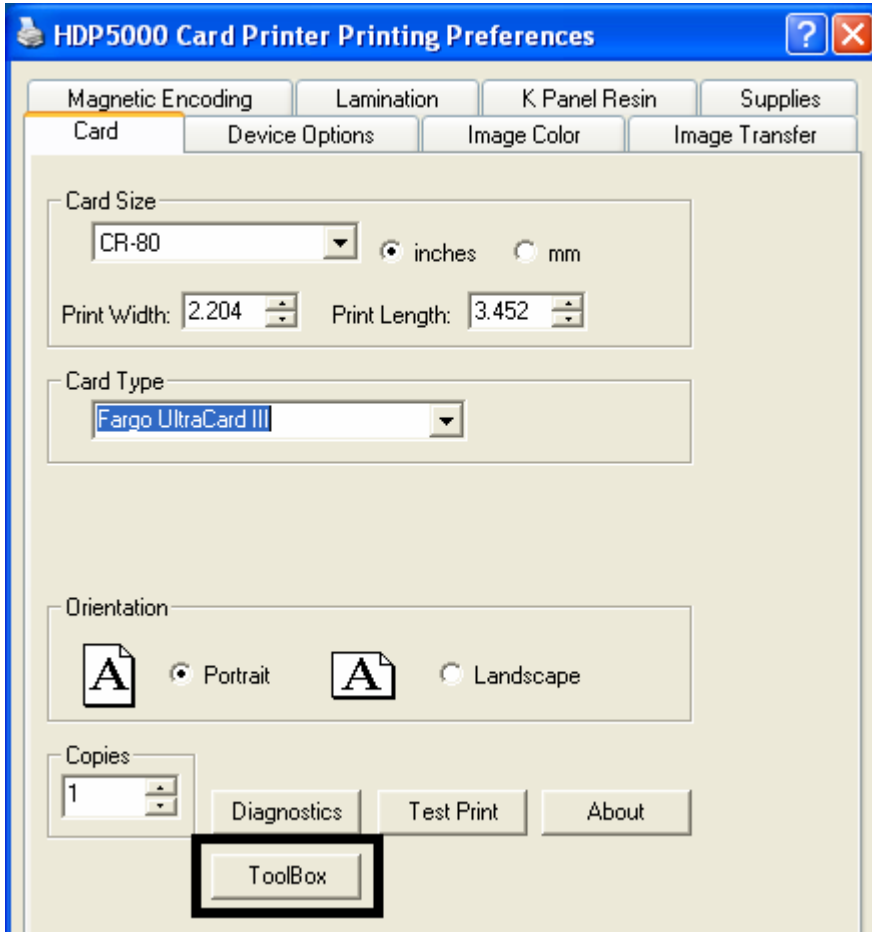 HDP5000 Card Printer Printing Preferences
Magnetic Encoding Lamination K Panel Resin Supplies
Card Device Options Image Color Image Transfer
Card Size
CR-80 inches mm
Print Width: 2.204 Print Length: 3.452
Card Type
Fargo UltraCard III
Orientation
A Portrait A Landscape
Copies
1 Diagnostics Test Print About
ToolBox